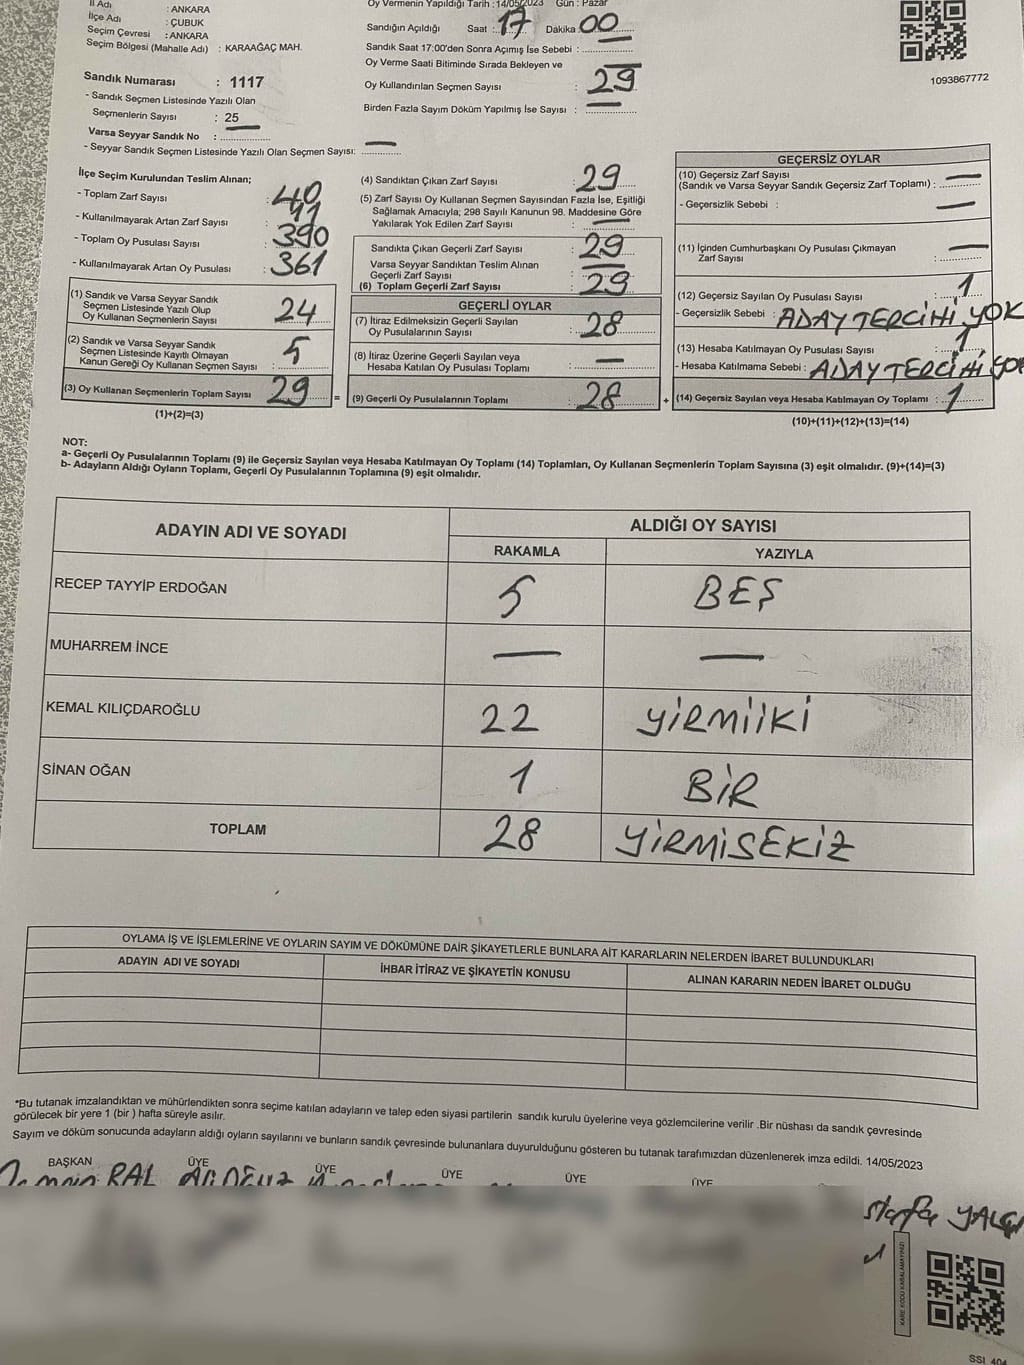 İl Adı : ANKARA
İlçe Adı : ÇUBUK
Seçim Çevresi : ANKARA
Seçim Bölgesi (Mahalle Adı) : KARAAĞAÇ MAH.
Sandık Numarası : 1117
- Sandık Seçmen Listesinde Yazılı Olan
Seçmenlerin Sayısı : 25
Varsa Seyyar Sandık No : —
- Seyyar Sandık Seçmen Listesinde Yazılı Olan Seçmen Sayısı: —
Oy Vermenin Yapıldığı Tarih :14/05/2023 Gün : Pazar
Sandığın Açıldığı Saat : 17 Dakika : 00
Sandık Saat 17:00'den Sonra Açımış İse Sebebi : —
Oy Verme Saati Bitiminde Sırada Bekleyen ve —
Oy Kullandırılan Seçmen Sayısı : 29
Birden Fazla Sayım Döküm Yapılmış İse Sayısı : —
1093867772
İlçe Seçim Kurulundan Teslim Alınan;
- Toplam Zarf Sayısı : 40
- Kullanılmayarak Artan Zarf Sayısı : 11
- Toplam Oy Pusulası Sayısı : 390
- Kullanılmayarak Artan Oy Pusulası : 361
(1) Sandık ve Varsa Seyyar Sandık
Seçmen Listesinde Yazılı Olup
Oy Kullanan Seçmenlerin Sayısı : 24
(2) Sandık ve Varsa Seyyar Sandık
Seçmen Listesinde Kayıtlı Olmayan
Kanun Gereği Oy Kullanan Seçmen Sayısı : 5
(3) Oy Kullanan Seçmenlerin Toplam Sayısı 29 =
(1)+(2)=(3)
(4) Sandıktan Çıkan Zarf Sayısı : 29
(5) Zarf Sayısı Oy Kullanan Seçmen Sayısından Fazla İse, Eşitliği
Sağlamak Amacıyla; 298 Sayılı Kanunun 98. Maddesine Göre
Yakılarak Yok Edilen Zarf Sayısı : —
Sandıkta Çıkan Geçerli Zarf Sayısı : 29
Varsa Seyyar Sandıktan Teslim Alınan
Geçerli Zarf Sayısı : —
(6) Toplam Geçerli Zarf Sayısı : 29
GEÇERLİ OYLAR
(7) İtiraz Edilmeksizin Geçerli Sayılan
Oy Pusulalarının Sayısı : 28
(8) İtiraz Üzerine Geçerli Sayılan veya
Hesaba Katılan Oy Pusulası Toplamı : —
(9) Geçerli Oy Pusulalarının Toplamı : 28 +
GEÇERSİZ OYLAR
(10) Geçersiz Zarf Sayısı
(Sandık ve Varsa Seyyar Sandık Geçersiz Zarf Toplamı) : —
- Geçersizlik Sebebi : —
(11) İçinden Cumhurbaşkanı Oy Pusulası Çıkmayan
Zarf Sayısı : —
(12) Geçersiz Sayılan Oy Pusulası Sayısı : 1
- Geçersizlik Sebebi : ADAY TERCİHİ YOK
(13) Hesaba Katılmayan Oy Pusulası Sayısı : 1
- Hesaba Katılmama Sebebi : ADAY TERCİHİ YOK
(14) Geçersiz Sayılan veya Hesaba Katılmayan Oy Toplamı : 1
(10)+(11)+(12)+(13)=(14)
NOT:
a- Geçerli Oy Pusulalarının Toplamı (9) ile Geçersiz Sayılan veya Hesaba Katılmayan Oy Toplamı (14) Toplamları, Oy Kullanan Seçmenlerin Toplam Sayısına (3) eşit olmalıdır. (9)+(14)=(3)
b- Adayların Aldığı Oyların Toplamı, Geçerli Oy Pusulalarının Toplamına (9) eşit olmalıdır.
ADAYIN ADI VE SOYADI ALDIĞI OY SAYISI
RAKAMLA YAZIYLA
RECEP TAYYİP ERDOĞAN 5 BEŞ
MUHARREM İNCE — —
KEMAL KILIÇDAROĞLU 22 YİRMİİKİ
SİNAN OĞAN 1 BİR
TOPLAM 28 YİRMİSEKİZ
OYLAMA İŞ VE İŞLEMLERİNE VE OYLARIN SAYIM VE DÖKÜMÜNE DAİR ŞİKAYETLERLE BUNLARA AİT KARARLARIN NELERDEN İBARET BULUNDUKLARI
ADAYIN ADI VE SOYADI İHBAR İTİRAZ VE ŞİKAYETİN KONUSU ALINAN KARARIN NEDEN İBARET OLDUĞU
*Bu tutanak imzalandıktan ve mühürlendikten sonra seçime katılan adayların ve talep eden siyasi partilerin sandık kurulu üyelerine veya gözlemcilerine verilir .Bir nüshası da sandık çevresinde
görülecek bir yere 1 (bir ) hafta süreyle asılır.
Sayım ve döküm sonucunda adayların aldığı oyların sayılarını ve bunların sandık çevresinde bulunanlara duyurulduğunu gösteren bu tutanak tarafımızdan düzenlenerek imza edildi. 14/05/2023
BAŞKAN ÜYE ÜYE ÜYE ÜYE ÜYE
RAL
KARE KODU KARALAMAYINIZ!
SSI 404